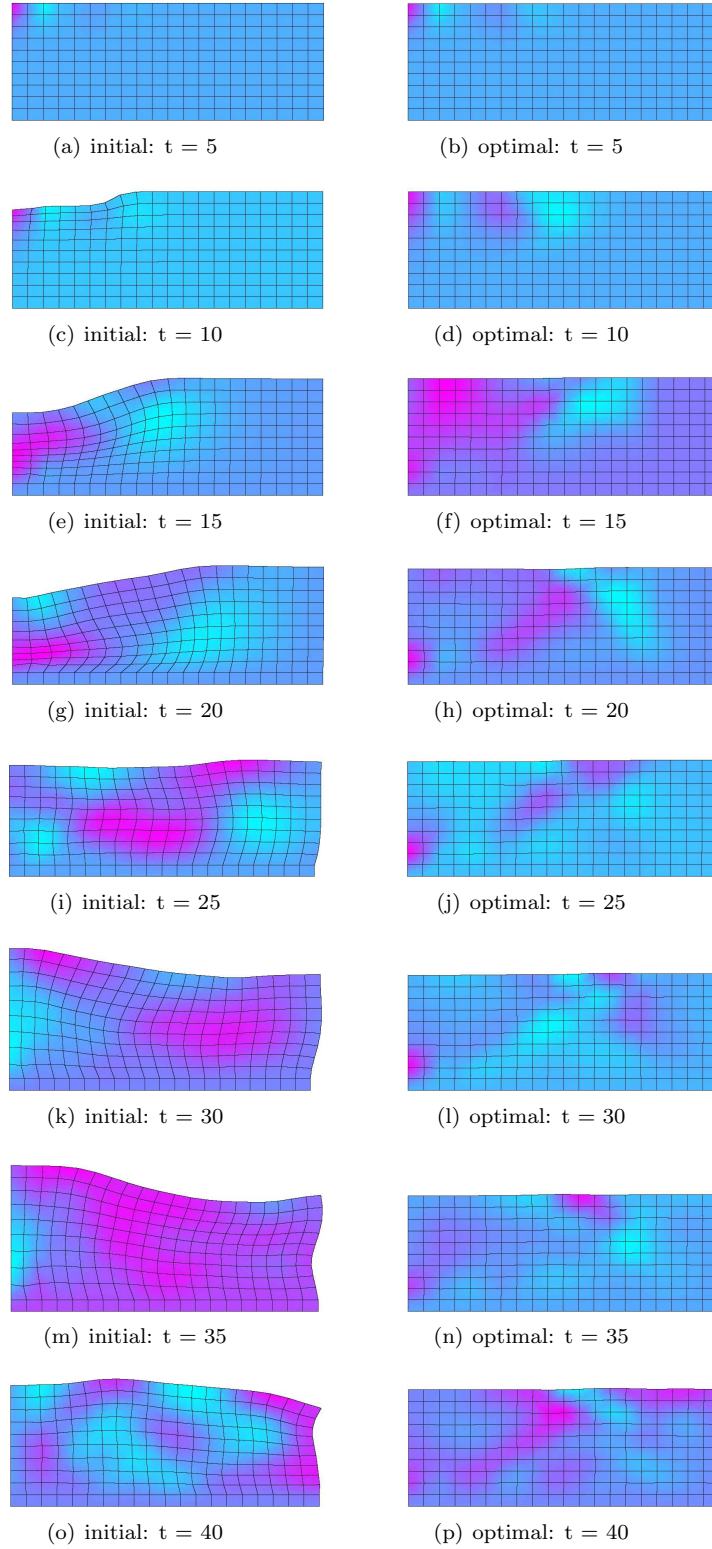 (a) initial: t = 5
(b) optimal: t = 5
(c) initial: t = 10
(d) optimal: t = 10
(e) initial: t = 15
(f) optimal: t = 15
(g) initial: t = 20
(h) optimal: t = 20
(i) initial: t = 25
(j) optimal: t = 25
(k) initial: t = 30
(l) optimal: t = 30
(m) initial: t = 35
(n) optimal: t = 35
(o) initial: t = 40
(p) optimal: t = 40